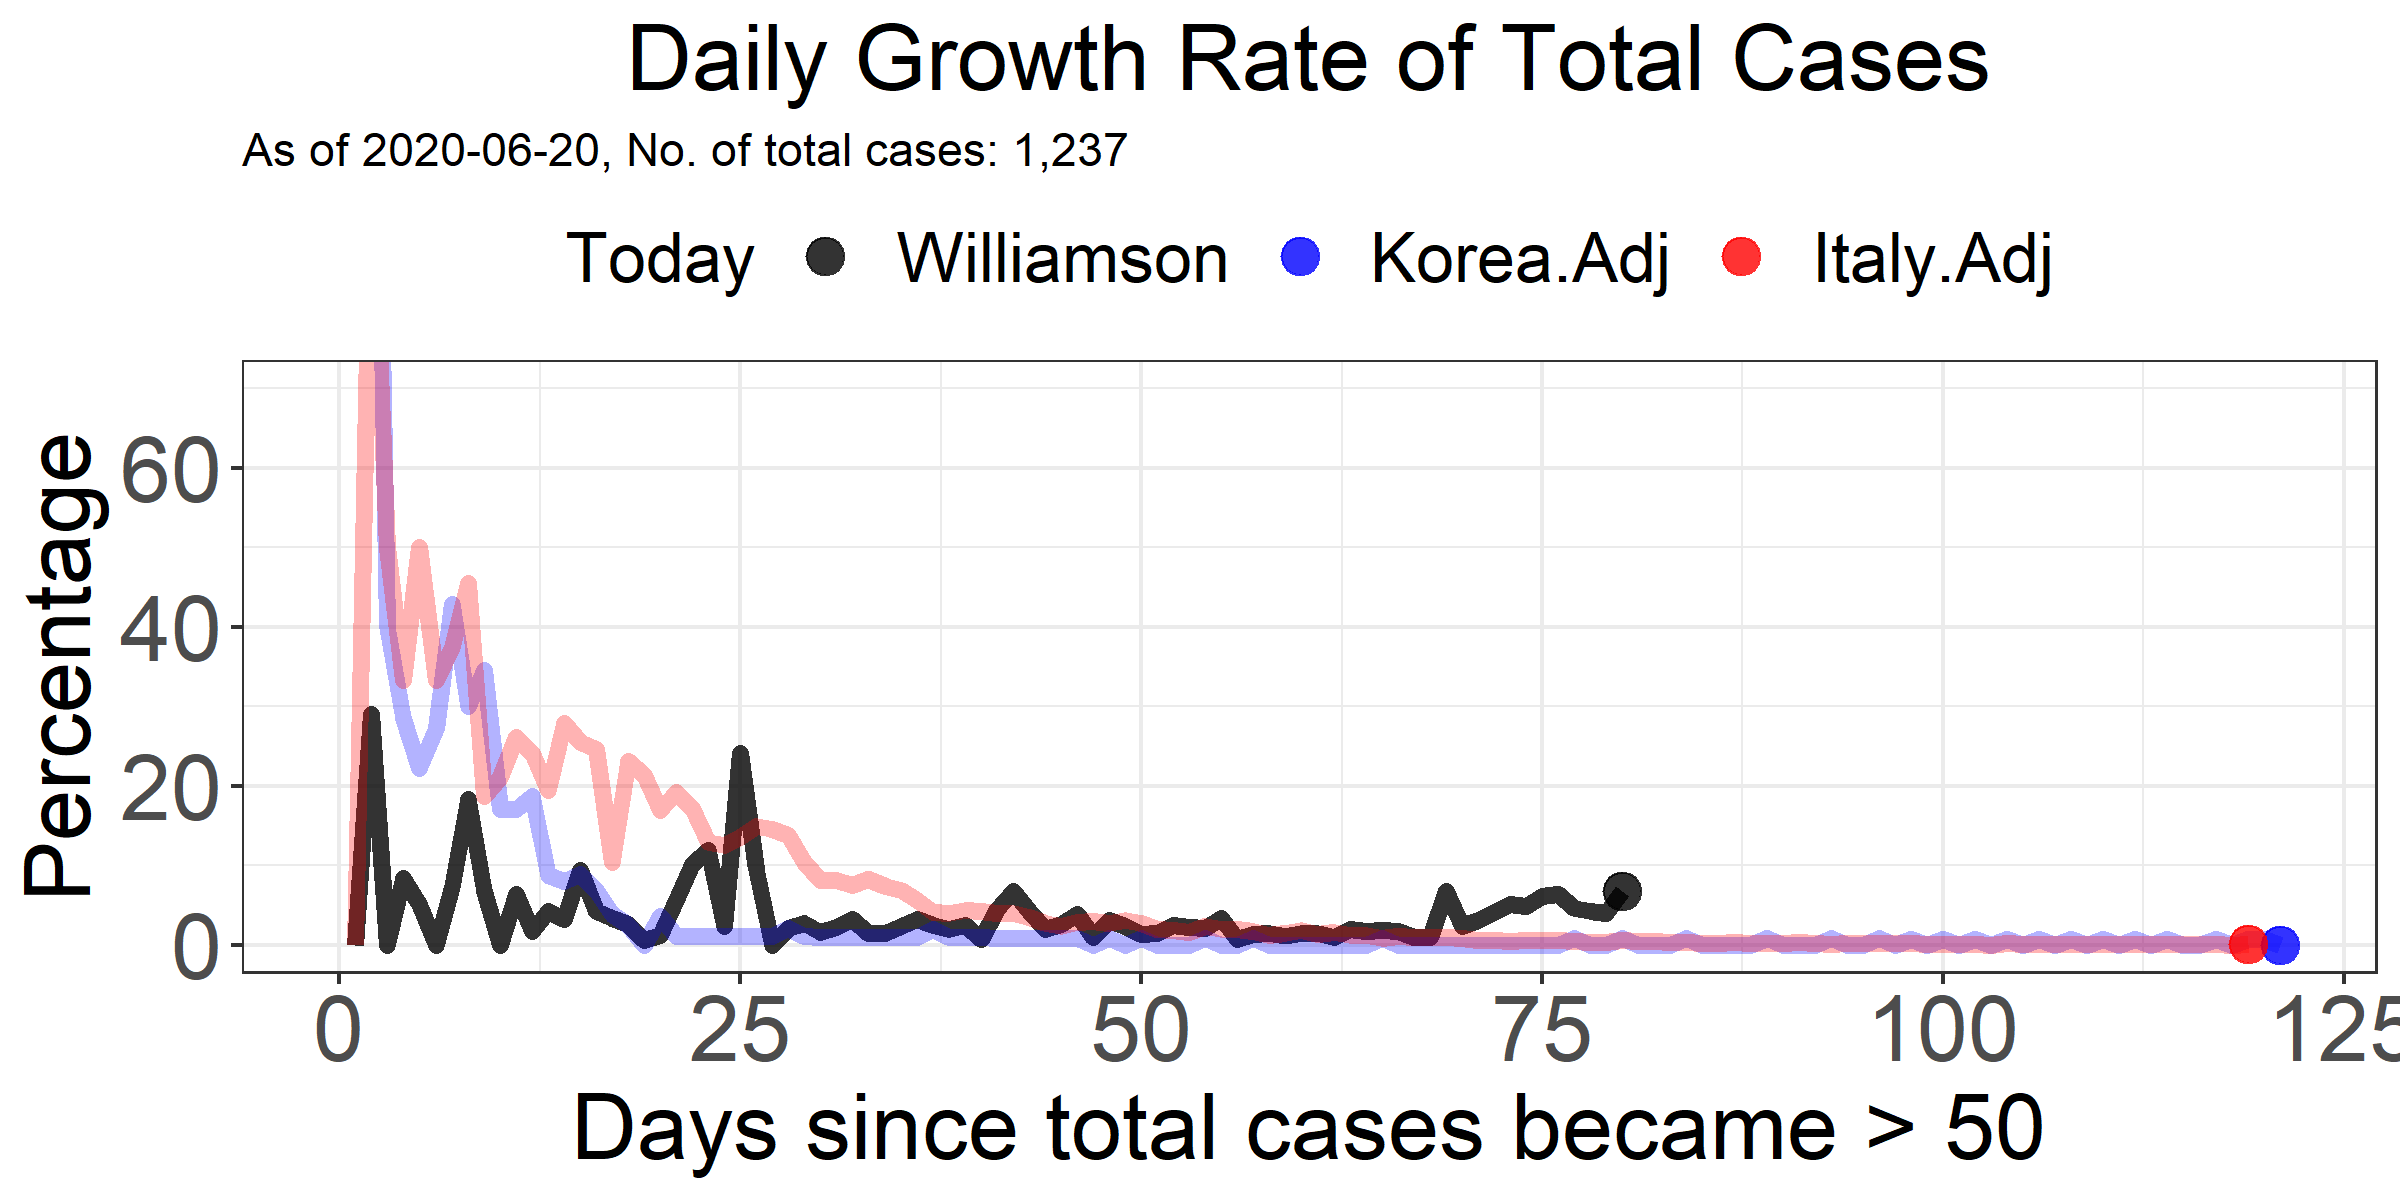 Daily Growth Rate of Total Cases
As of 2020-06-20, No. of total cases: 1,237
Today Williamson Korea.Adj Italy.Adj
Percentage
60
40
20
0
0 25 50 75 100 125
Days since total cases became > 50